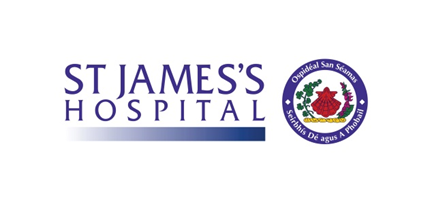 ST JAMES'S
HOSPITAL
Ospidéal San Séamas
Seirbhís Dé agus A Phobail